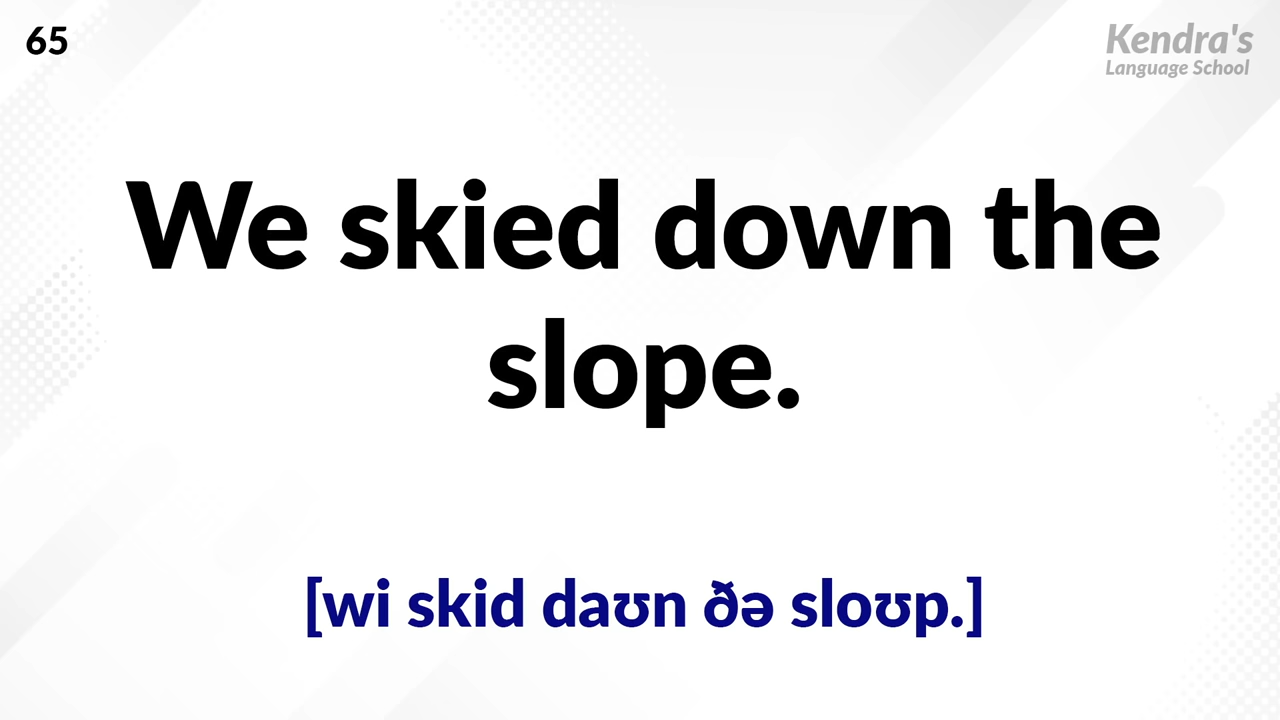 65
Kendra's
Language School
We skied down the
slope.
[wi skid daʊn ðə sloʊp.]